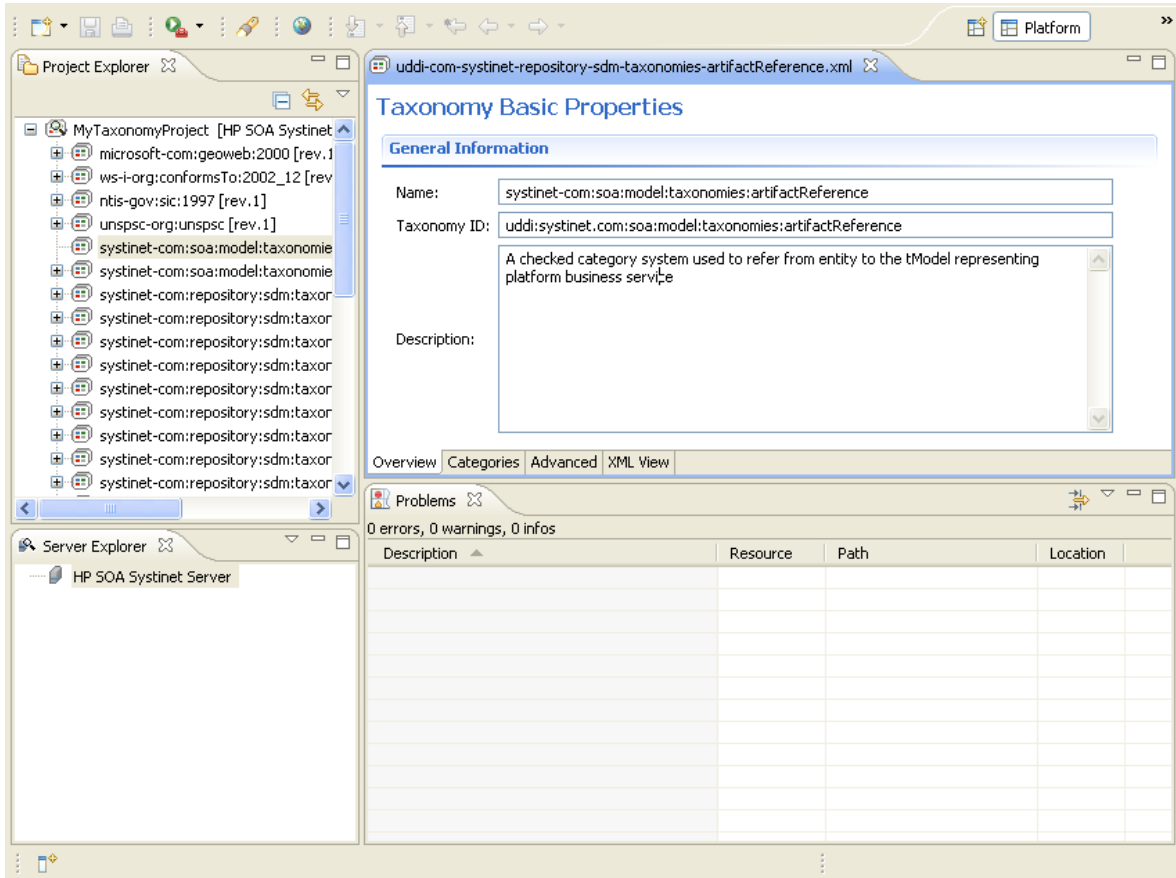 Platform
Project Explorer
MyTaxonomyProject [HP SOA Systinet
microsoft-com:geoweb:2000 [rev.1
ws-i-org:conformsTo:2002_12 [rev
ntis-gov:sic:1997 [rev.1]
unspsc-org:unspsc [rev.1]
systinet-com:soa:model:taxonomie
systinet-com:soa:model:taxonomie
systinet-com:repository:sdm:taxor
systinet-com:repository:sdm:taxor
systinet-com:repository:sdm:taxor
systinet-com:repository:sdm:taxor
systinet-com:repository:sdm:taxor
systinet-com:repository:sdm:taxor
systinet-com:repository:sdm:taxor
systinet-com:repository:sdm:taxor
systinet-com:repository:sdm:taxor
Server Explorer
HP SOA Systinet Server
uddi-com-systinet-repository-sdm-taxonomies-artifactReference.xml
Taxonomy Basic Properties
General Information
Name: systinet-com:soa:model:taxonomies:artifactReference
Taxonomy ID: uddi:systinet.com:soa:model:taxonomies:artifactReference
Description: A checked category system used to refer from entity to the tModel representing
platform business service
Overview Categories Advanced XML View
Problems
0 errors, 0 warnings, 0 infos
Description Resource Path Location